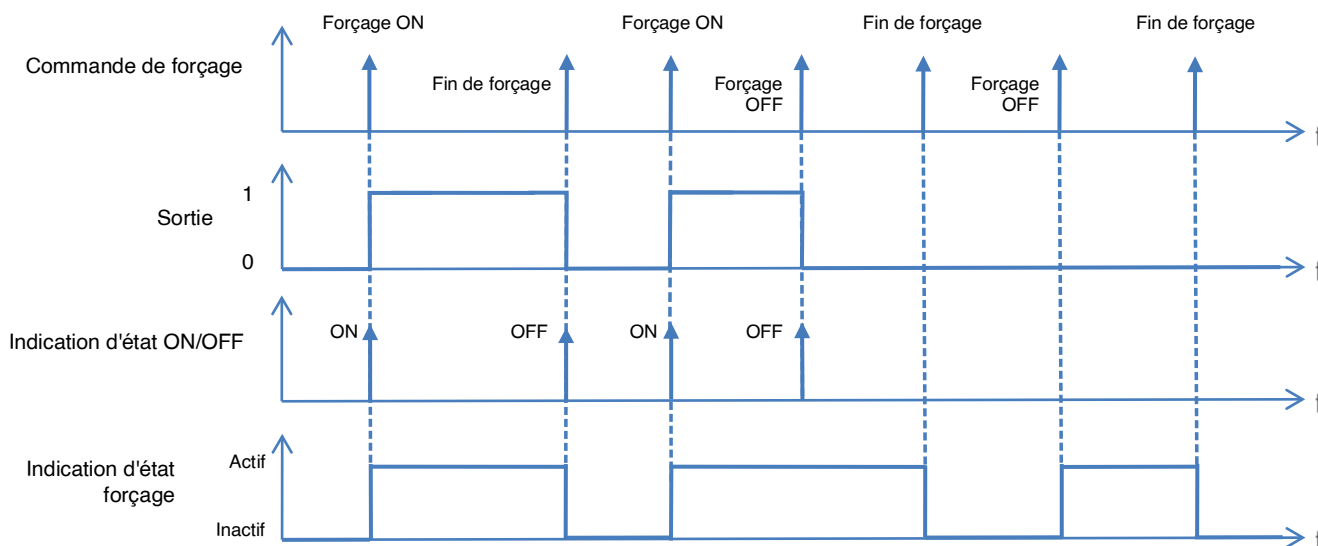 Forçage ON
Forçage ON
Fin de forçage
Fin de forçage
Commande de forçage
Fin de forçage
Forçage
OFF
Forçage
OFF
t
1
Sortie
0
t
Indication d'état ON/OFF
ON
OFF
ON
OFF
t
Indication d'état
forçage
Actif
Inactif
t